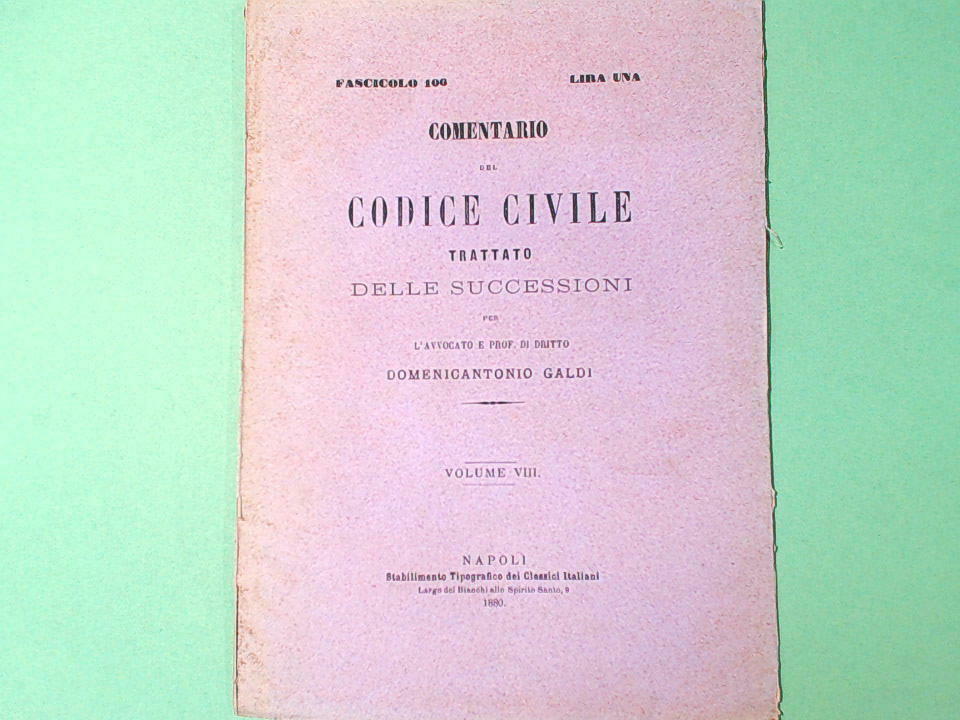 FASCICOLO 106 LIRA UNA
COMENTARIO
DEL
CODICE CIVILE
TRATTATO
DELLE SUCCESSIONI
PER
L'AVVOCATO E PROF. DI DRITTO
DOMENICANTONIO GALDI
VOLUME VIII.
NAPOLI
Stabilimento Tipografico dei Classici Italiani
Largo dei Bianchi allo Spirito Santo, 9
1880.